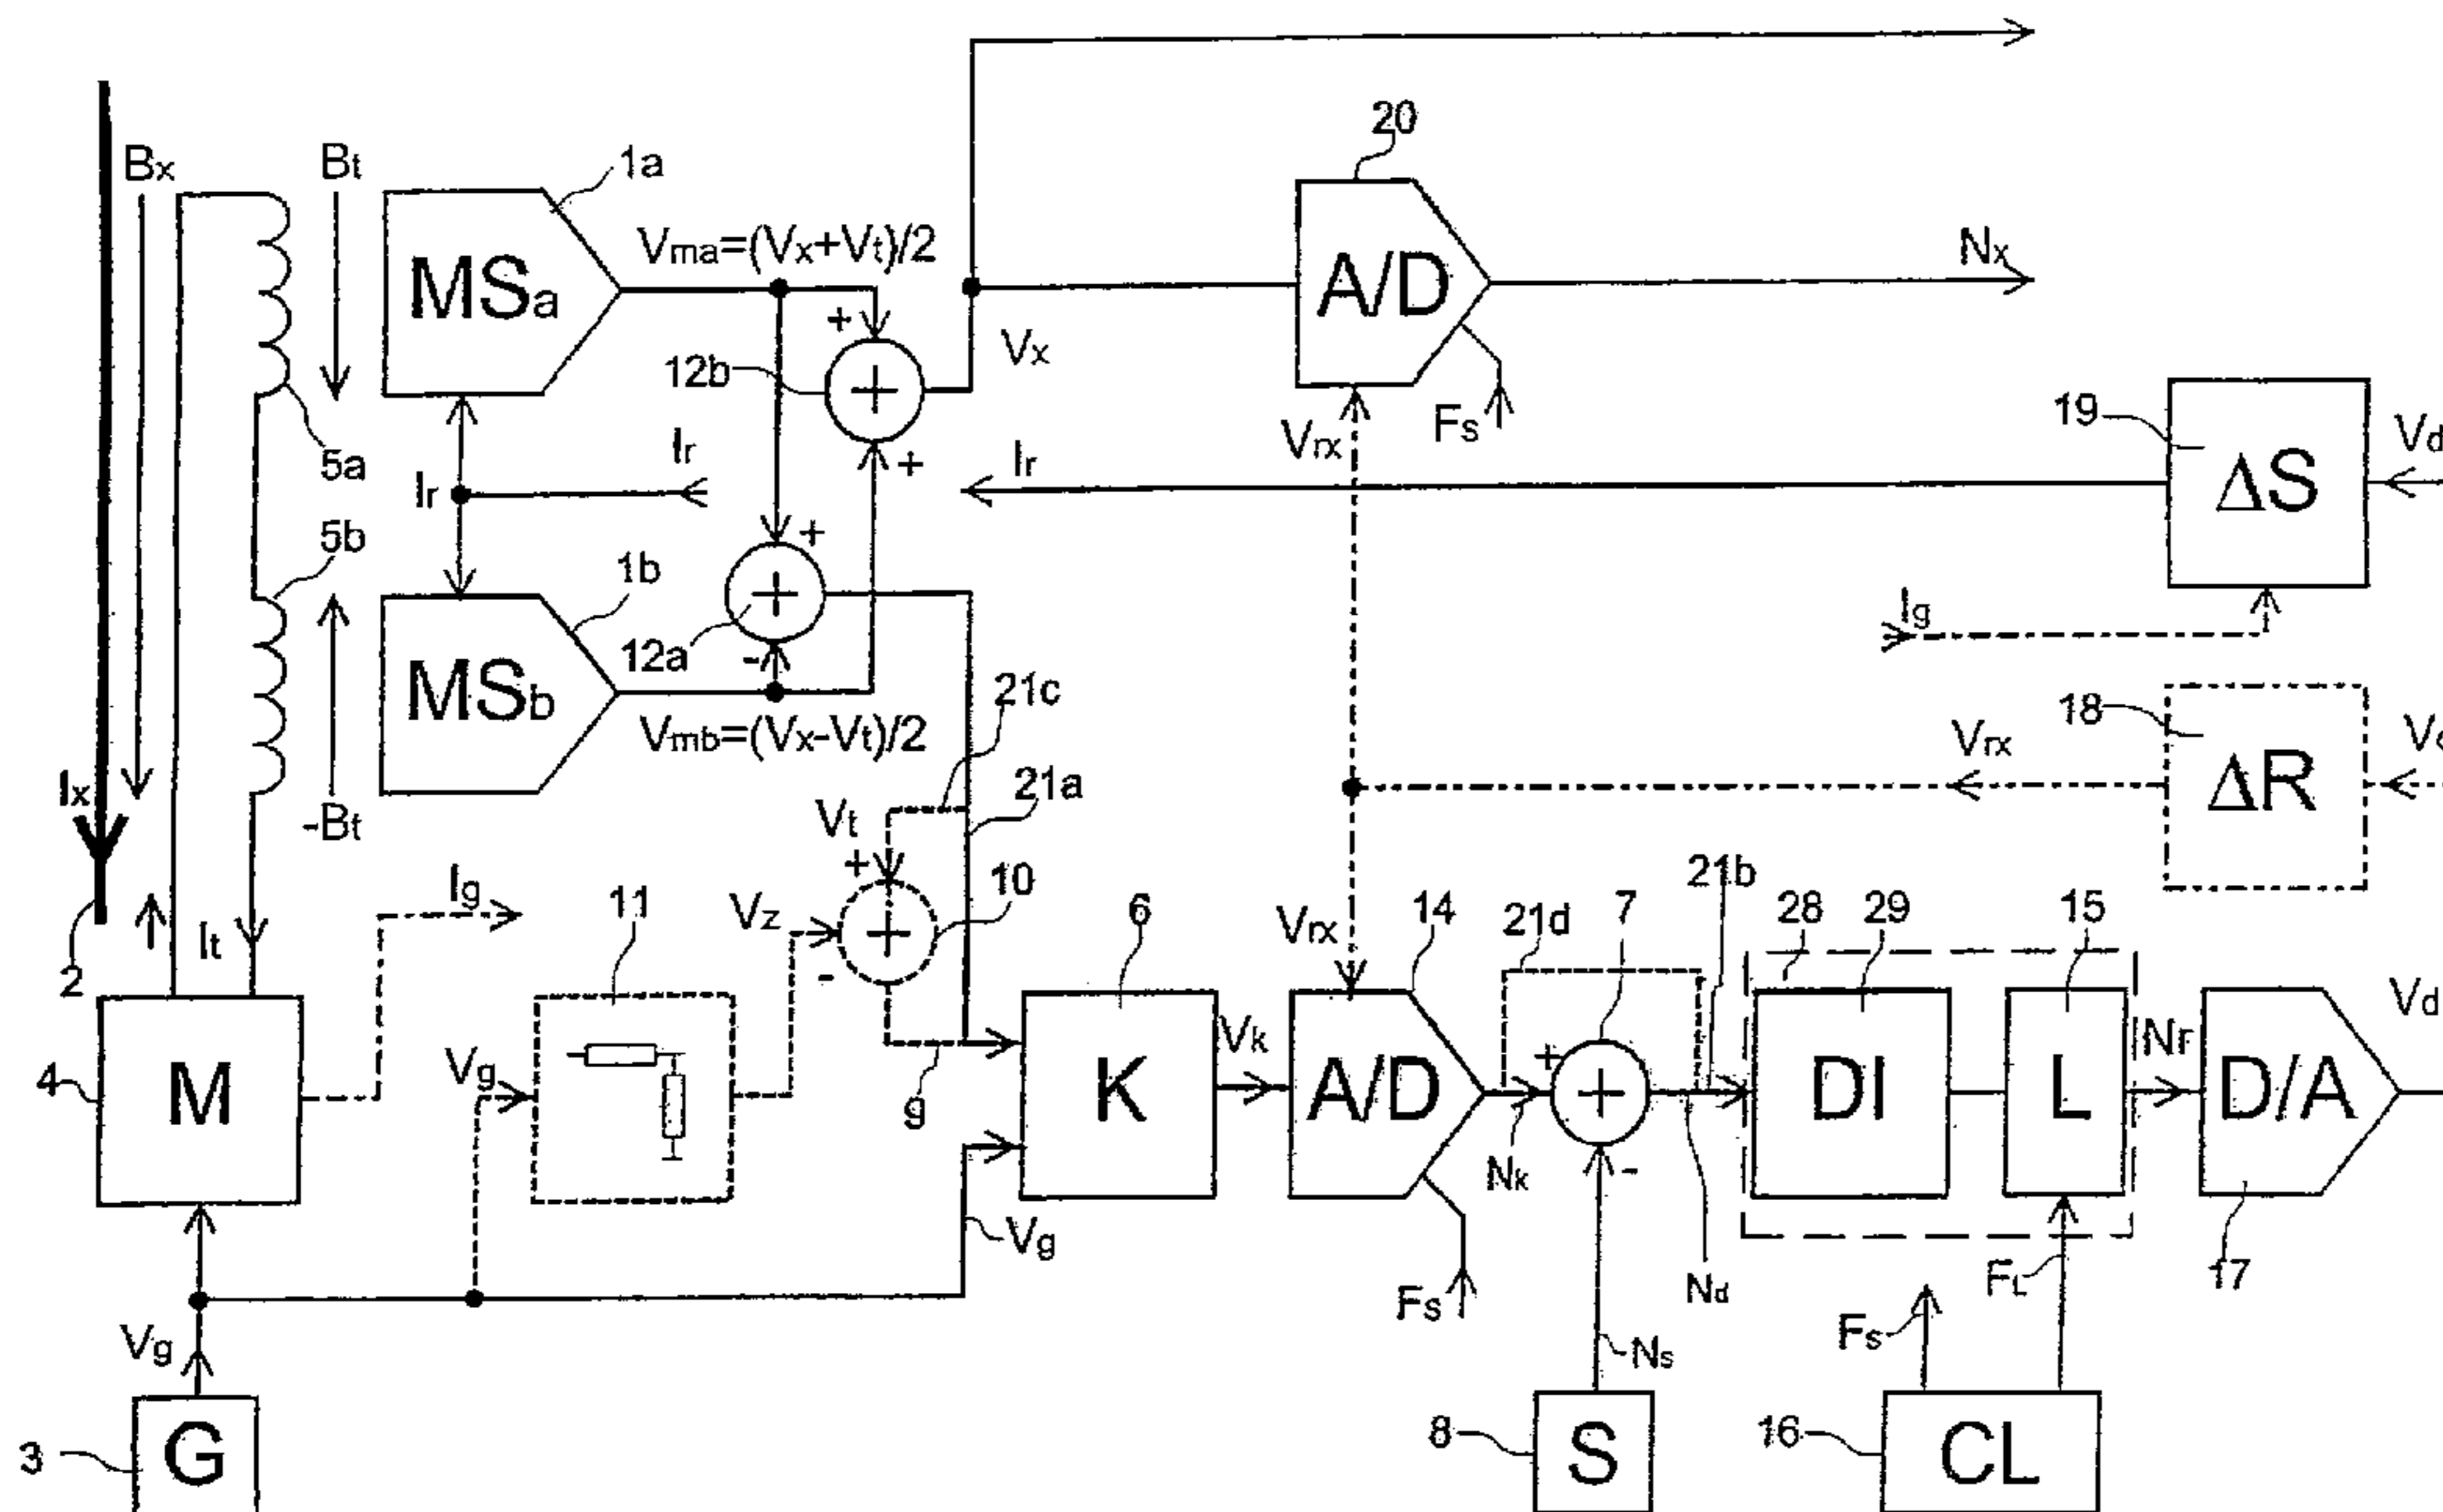 20
Bx
Bt
1a
Vma=(Vx+Vt)/2
MSa
A/D
Nx
+
12b
+
Vx
Vrx
Fs
19
Vd
ΔS
5a
Ir
Ir
Ir
+
5b
1b
+
+
12a
-
Ig
MSb
21c
18
Vmb=(Vx-Vt)/2
Vrx
ΔR
Ix
-Bt
Vt
21a
+
10
Ig
11
Vz
+
-
6
Vrx
14
21d
7
21b
28
29
15
2
It
4
M
Vg
g
K
Vk
A/D
+
+
Nk
Nd
DI
L
Nr
D/A
Vd
17
Vg
Fs
-
Ns
FL
Fs
Vg
3
G
8
S
16
CL